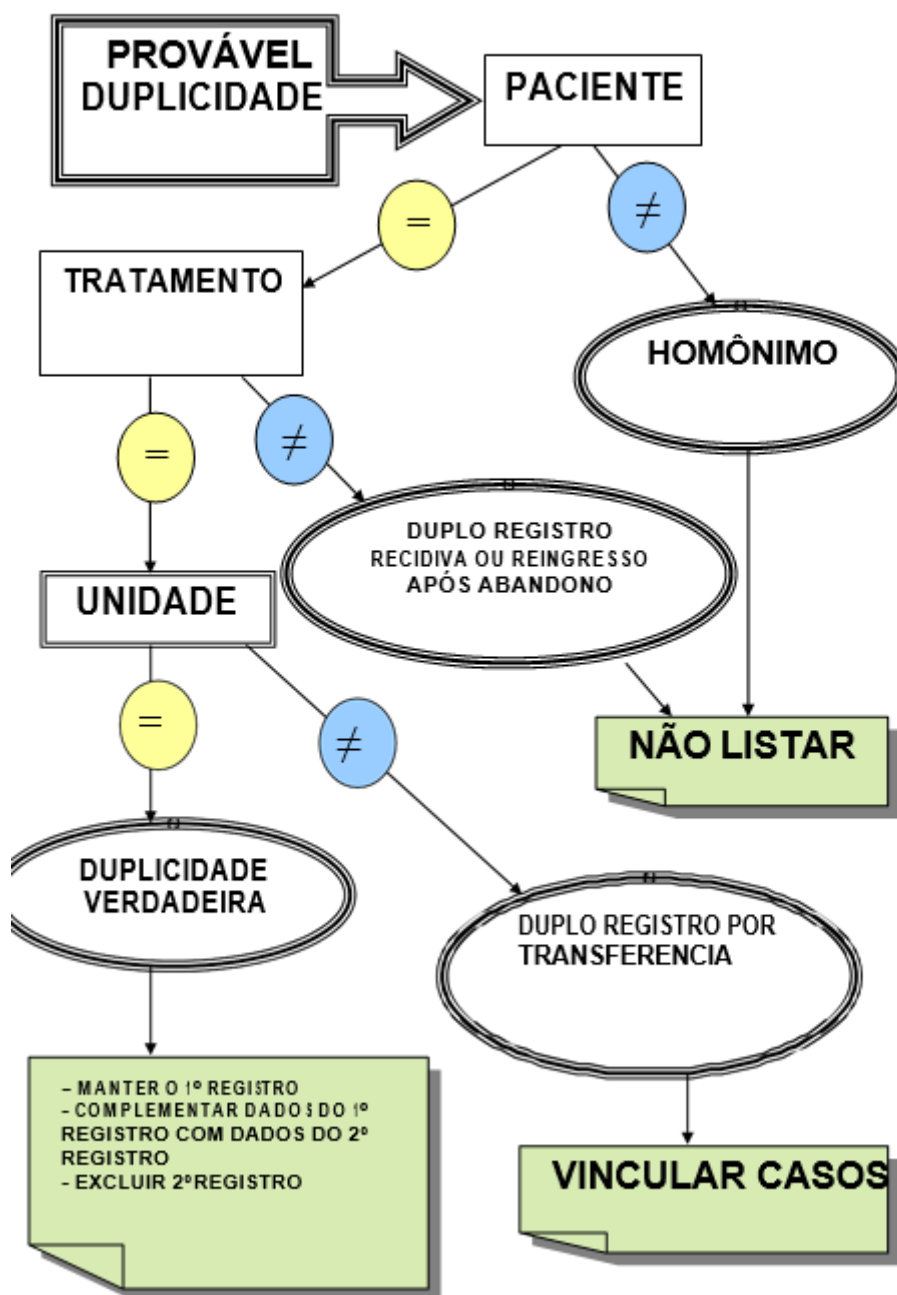 PROVÁVEL
DUPLICIDADE
PACIENTE
=
≠
TRATAMENTO
HOMÔNIMO
=
≠
DUPLO REGISTRO
RECIDIVA OU REINGRESSO
APÓS ABANDONO
UNIDADE
=
≠
NÃO LISTAR
DUPLICIDADE
VERDADEIRA
DUPLO REGISTRO POR
TRANSFERENCIA
– MANTER O 1º REGISTRO
– COMPLEMENTAR DADOS DO 1º
REGISTRO COM DADOS DO 2º
REGISTRO
- EXCLUIR 2º REGISTRO
VINCULAR CASOS